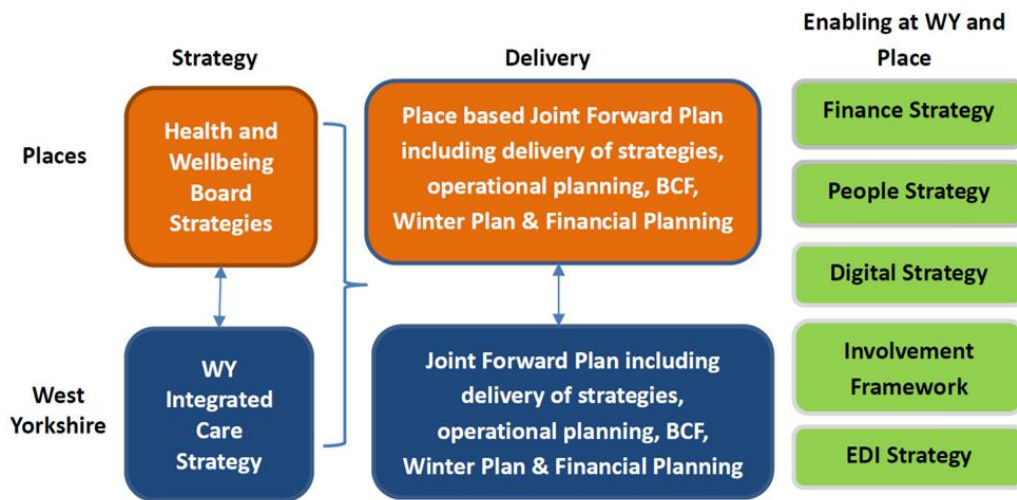 Strategy
Delivery
Enabling at WY and
Place
Places
Health and
Wellbeing
Board
Strategies
Place based Joint Forward Plan
including delivery of strategies,
operational planning, BCF,
Winter Plan & Financial Planning
West
Yorkshire
WY
Integrated
Care
Strategy
Joint Forward Plan including
delivery of strategies,
operational planning, BCF,
Winter Plan & Financial Planning
Finance Strategy
People Strategy
Digital Strategy
Involvement
Framework
EDI Strategy